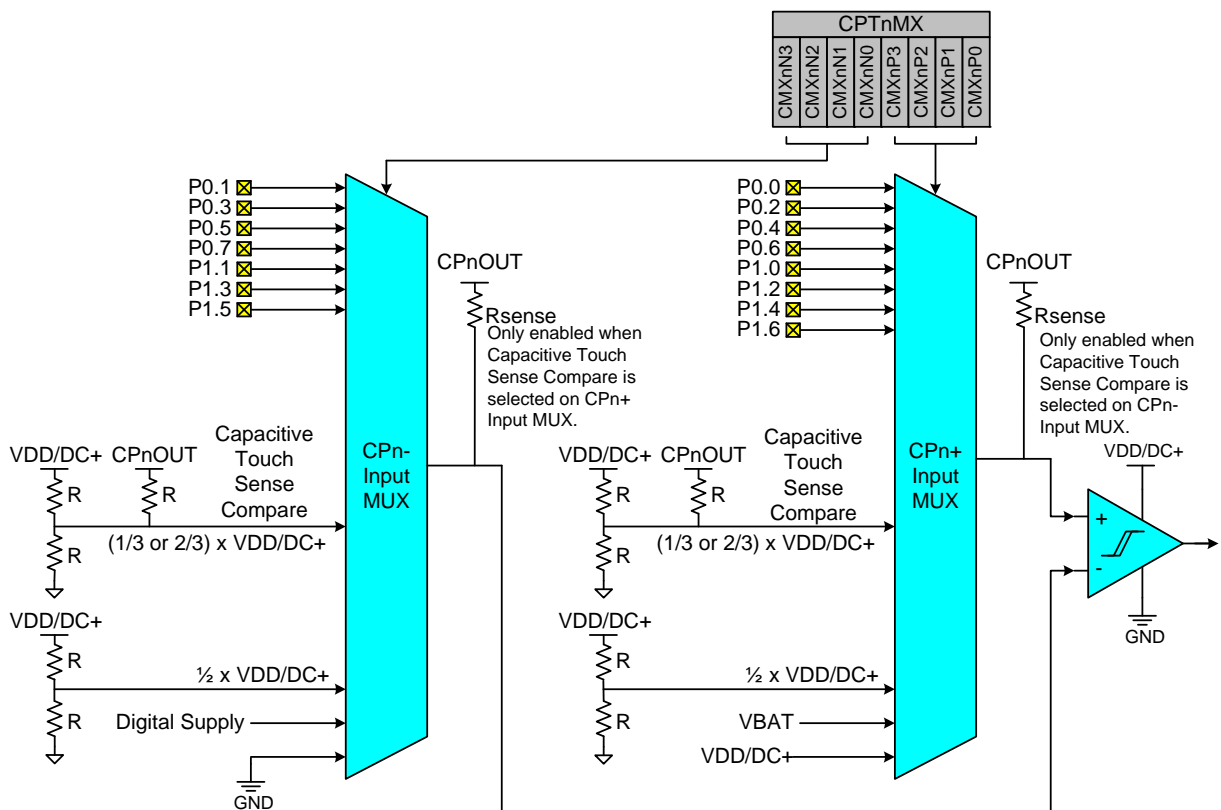 CPTnMX
CMXnN3
CMXnN2
CMXnN1
CMXnN0
CMXnP3
CMXnP2
CMXnP1
CMXnP0
P0.1
P0.3
P0.5
P0.7
P1.1
P1.3
P1.5
CPnOUT
Rsense
Only enabled when
Capacitive Touch
Sense Compare is
selected on CPn+
Input MUX.
VDD/DC+
R
R
CPnOUT
R
Capacitive
Touch
Sense
Compare
(1/3 or 2/3) x VDD/DC+
VDD/DC+
R
R
½ x VDD/DC+
Digital Supply
GND
CPn-
Input
MUX
P0.0
P0.2
P0.4
P0.6
P1.0
P1.2
P1.4
P1.6
CPnOUT
Rsense
Only enabled when
Capacitive Touch
Sense Compare is
selected on CPn-
Input MUX.
VDD/DC+
R
R
CPnOUT
R
Capacitive
Touch
Sense
Compare
(1/3 or 2/3) x VDD/DC+
VDD/DC+
R
R
½ x VDD/DC+
VBAT
VDD/DC+
CPn+
Input
MUX
VDD/DC+
+
-
GND